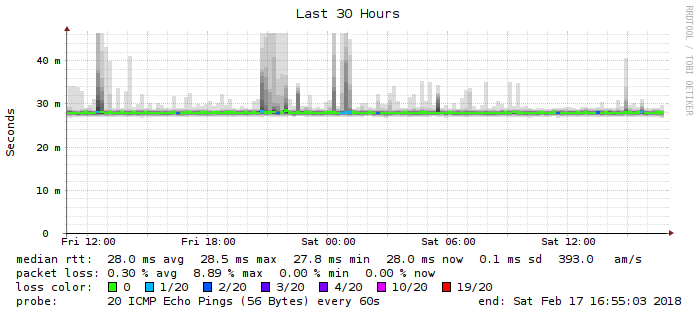 Last 30 Hours
RRDTOOL / TOBI OETIKER
Seconds
40 m
30 m
20 m
10 m
0
Fri 12:00 Fri 18:00 Sat 00:00 Sat 06:00 Sat 12:00
median rtt: 28.0 ms avg 28.5 ms max 27.8 ms min 28.0 ms now 0.1 ms sd 393.0 am/s
packet loss: 0.30 % avg 8.89 % max 0.00 % min 0.00 % now
loss color: 0 1/20 2/20 3/20 4/20 10/20 19/20
probe: 20 ICMP Echo Pings (56 Bytes) every 60s end: Sat Feb 17 16:55:03 2018